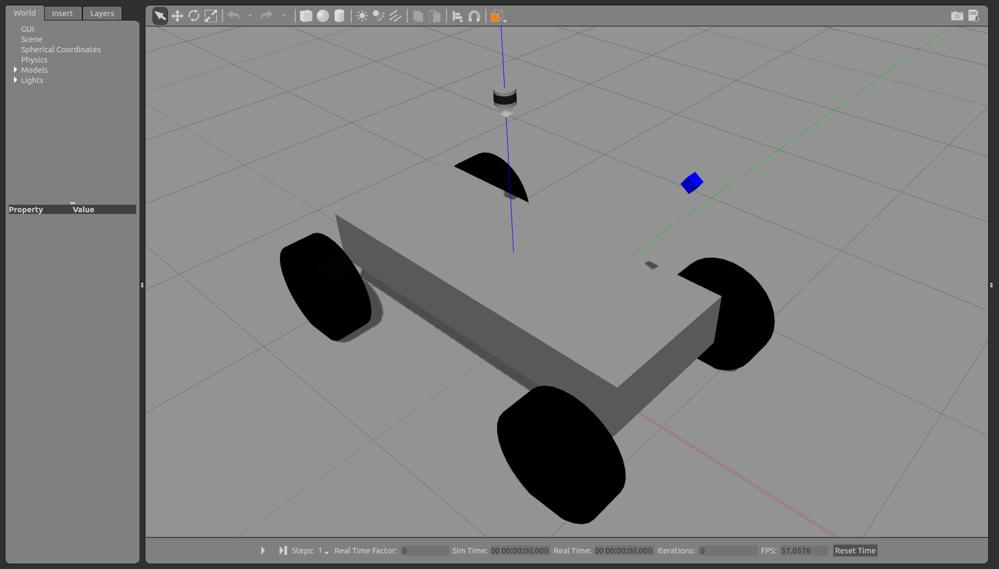 World Insert Layers
GUI
Scene
Spherical Coordinates
Physics
Models
Lights
Property Value
LOG
Steps: 1 Real Time Factor: 0 Sim Time: 00 00:00:00.000 Real Time: 00 00:00:00.000 Iterations: 0 FPS: 51.0578 Reset Time